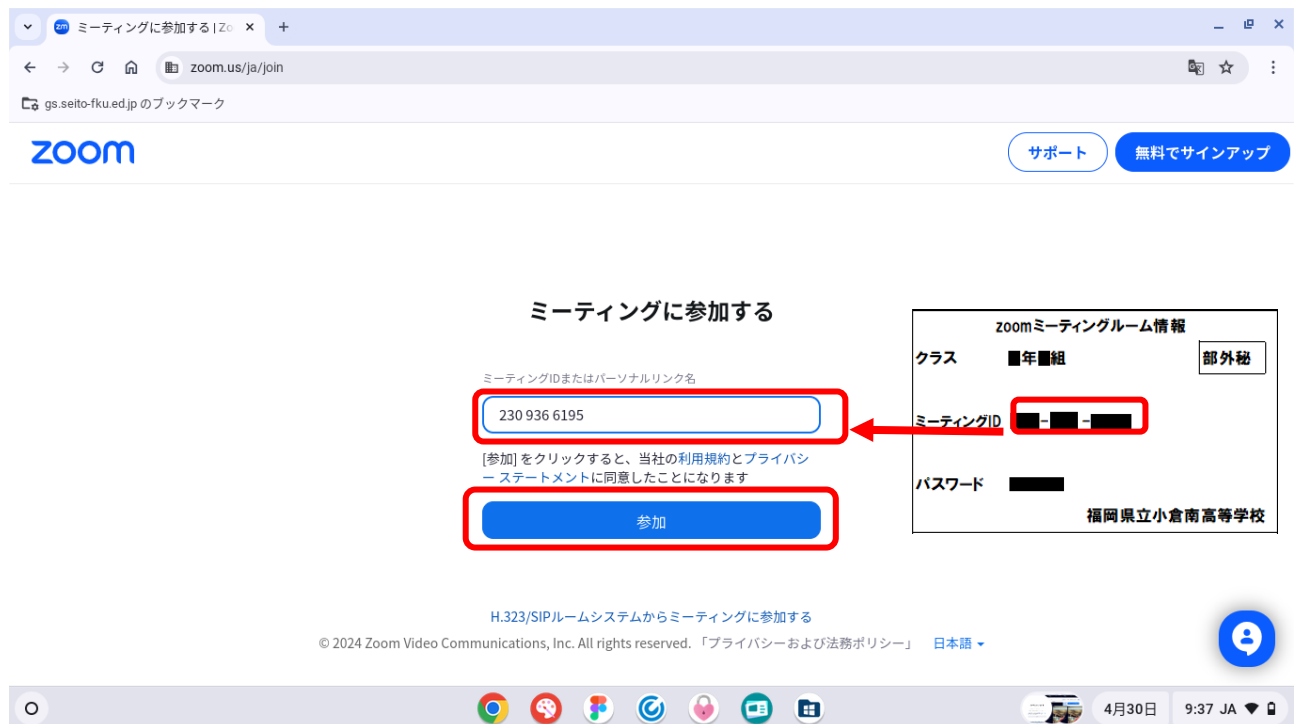 ミーティングに参加する | Zo
zoom.us/ja/join
gs.seito-fku.ed.jp のブックマーク
zoom
サポート
無料でサインアップ
ミーティングに参加する
ミーティングIDまたはパーソナルリンク名
230 936 6195
[参加] をクリックすると、当社の利用規約とプライバシ
ー ステートメントに同意したことになります
参加
zoomミーティングルーム情報
クラス 年 組
部外秘
ミーティングID - -
パスワード
福岡県立小倉南高等学校
H.323/SIPルームシステムからミーティングに参加する
© 2024 Zoom Video Communications, Inc. All rights reserved. 「プライバシーおよび法務ポリシー」 日本語
4月30日 9:37 JA